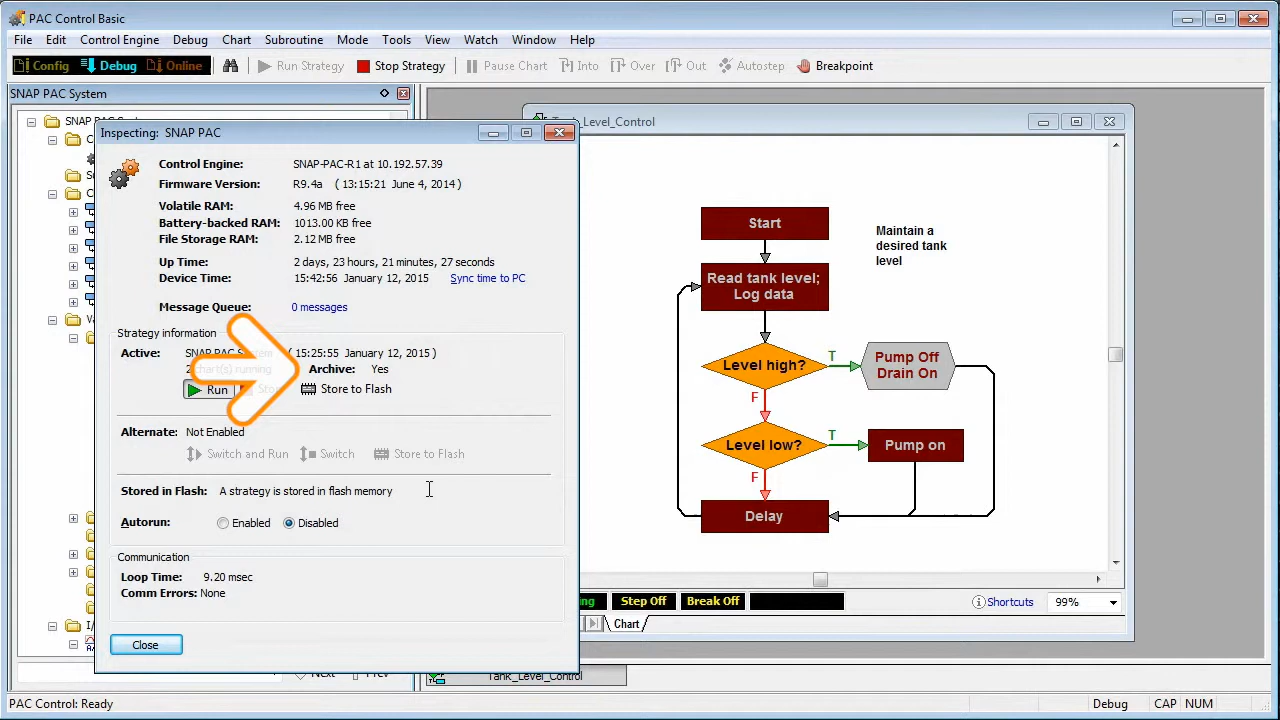 PAC Control Basic
File Edit Control Engine Debug Chart Subroutine Mode Tools View Watch Window Help
Config Debug Online Run Strategy Stop Strategy Pause Chart Into Over Out Breakpoint
SNAP PAC System
Inspecting: SNAP PAC
Control Engine: SNAP-PAC-R1 at 10.192.57.39
Firmware Version: R9.4a ( 13:15:21 June 4, 2014 )
Volatile RAM: 4.96 MB free
Battery-backed RAM: 1013.00 KB free
File Storage RAM: 2.12 MB free
Up Time: 2 days, 23 hours, 21 minutes, 27 seconds
Device Time: 15:42:56 January 12, 2015 Sync time to PC
Message Queue: 0 messages
Strategy information
Active: SNAP PAC System ( 15:25:55 January 12, 2015 )
2 chart(s) running Archive: Yes
Run Store to Flash
Alternate: Not Enabled
Switch and Run Switch Store to Flash
Stored in Flash: A strategy is stored in flash memory
Autorun: Enabled Disabled
Communication
Loop Time: 9.20 msec
Comm Errors: None
Close
_Level_Control
Start
Maintain a
desired tank
level
Read tank level;
Log data
Level high?
T
Pump Off
Drain On
F
Level low?
T
Pump on
F
Delay
Step Off Break Off
Shortcuts 99%
Chart
Next Prev
Tank_Level_Control
PAC Control: Ready Debug CAP NUM